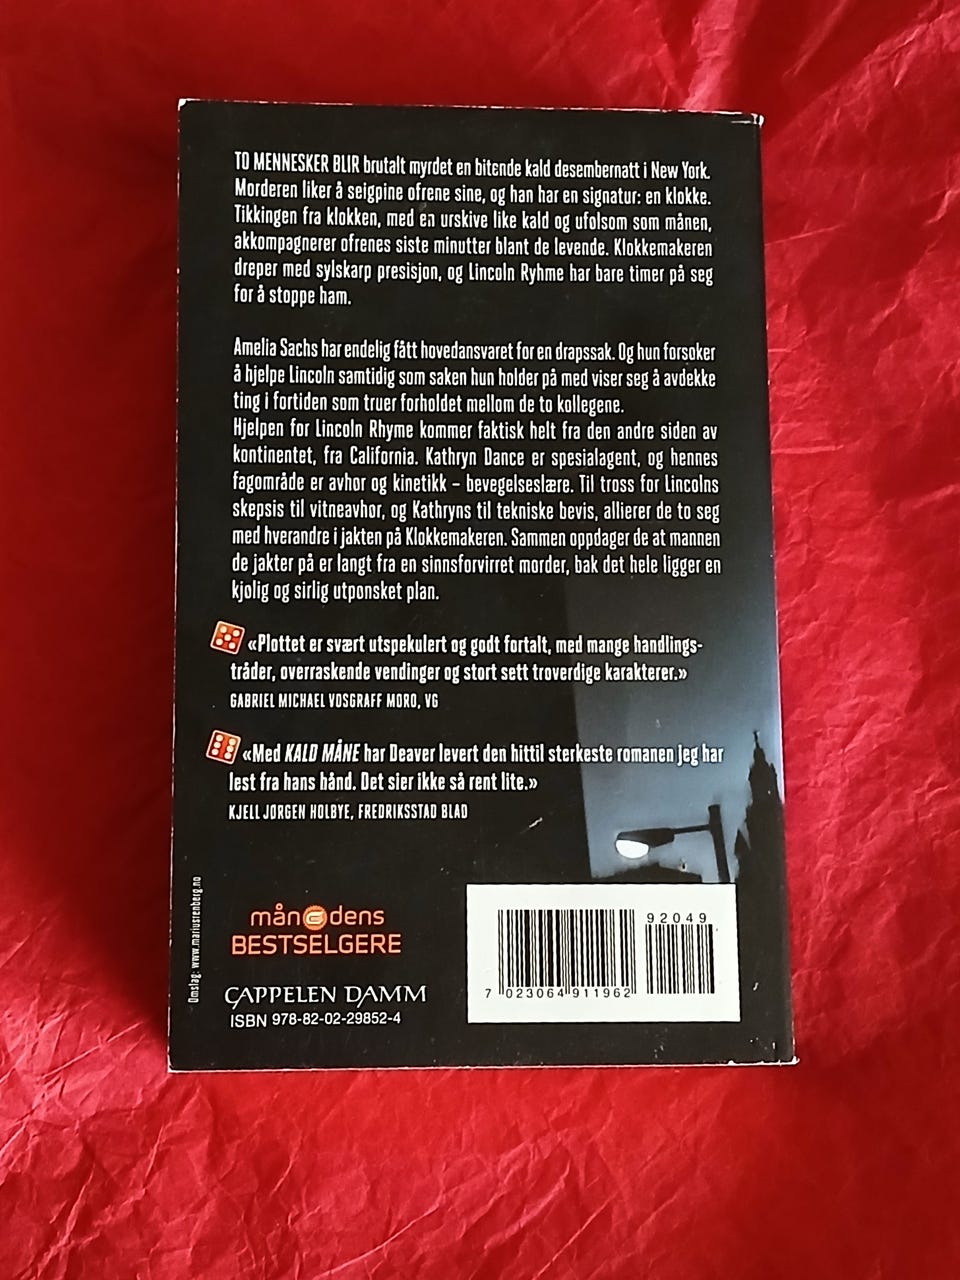 TO MENNESKER BLIR brutalt myrdet en bitende kald desembernatt i New York.
Morderen liker å seigpine ofrene sine, og han har en signatur: en klokke.
Tikkingen fra klokken, med en urskive like kald og ufølsom som månen,
akkompagnerer ofrenes siste minutter blant de levende. Klokkemakeren
dreper med sylskarp presisjon, og Lincoln Ryhme har bare timer på seg
for å stoppe ham.
Amelia Sachs har endelig fått hovedansvaret for en drapssak. Og hun forsøker
å hjelpe Lincoln samtidig som saken hun holder på med viser seg å avdekke
ting i fortiden som truer forholdet mellom de to kollegene.
Hjelpen for Lincoln Rhyme kommer faktisk helt fra den andre siden av
kontinentet, fra California. Kathryn Dance er spesialagent, og hennes
fagområde er avhør og kinetikk – bevegelseslære. Til tross for Lincolns
skepsis til vitneavhør, og Kathryns til tekniske bevis, allierer de to seg
med hverandre i jakten på Klokkemakeren. Sammen oppdager de at mannen
de jakter på er langt fra en sinnsforvirret morder, bak det hele ligger en
kjølig og sirlig utpønsket plan.
«Plottet er svært utspekulert og godt fortalt, med mange handlings-
tråder, overraskende vendinger og stort sett troverdige karakterer.»
GABRIEL MICHAEL VOSGRAFF MORO, VG
«Med KALD MÅNE har Deaver levert den hittil sterkeste romanen jeg har
lest fra hans hånd. Det sier ikke så rent lite.»
KJELL JØRGEN HOLBYE, FREDRIKSSTAD BLAD
Omslag: www.mariusrenberg.no
månedens
BESTSELGERE
CAPPELEN DAMM
ISBN 978-82-02-29852-4
92049
7 023064 911962